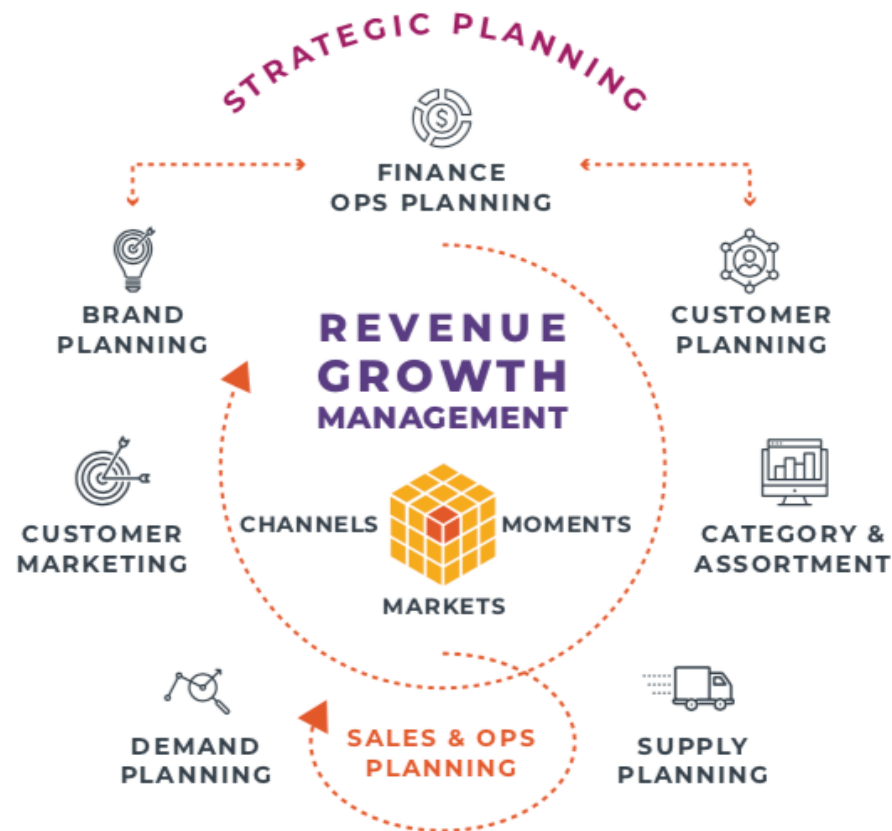 STRATEGIC PLANNING
$
FINANCE
OPS PLANNING
BRAND
PLANNING
CUSTOMER
PLANNING
REVENUE
GROWTH
MANAGEMENT
CUSTOMER
MARKETING
CHANNELS
MOMENTS
MARKETS
CATEGORY &
ASSORTMENT
DEMAND
PLANNING
SALES & OPS
PLANNING
SUPPLY
PLANNING